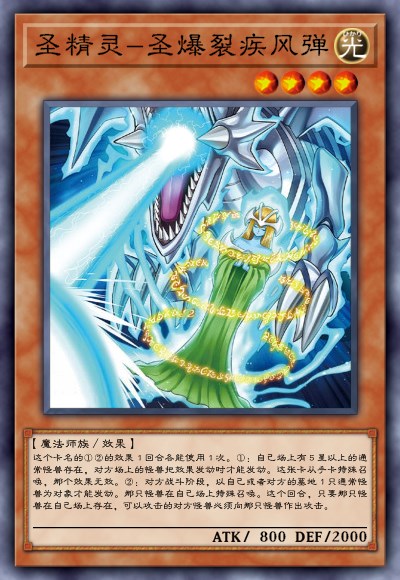 圣精灵-圣爆裂疾风弹
ひかり
光
【魔法师族/效果】
这个卡名的①②的效果1回合各能使用1次。①：自己场上有5星以上的通
常怪兽存在，对方场上的怪兽把效果发动时才能发动。这张卡从手卡特殊召
唤，那个效果无效。②：对方战斗阶段，以自己或者对方的墓地1只通常怪
兽为对象才能发动。那只怪兽在自己场上特殊召唤。这个回合，只要那只怪兽
在自己场上存在，可以攻击的对方怪兽必须向那只怪兽作出攻击。
ATK/ 800 DEF/2000